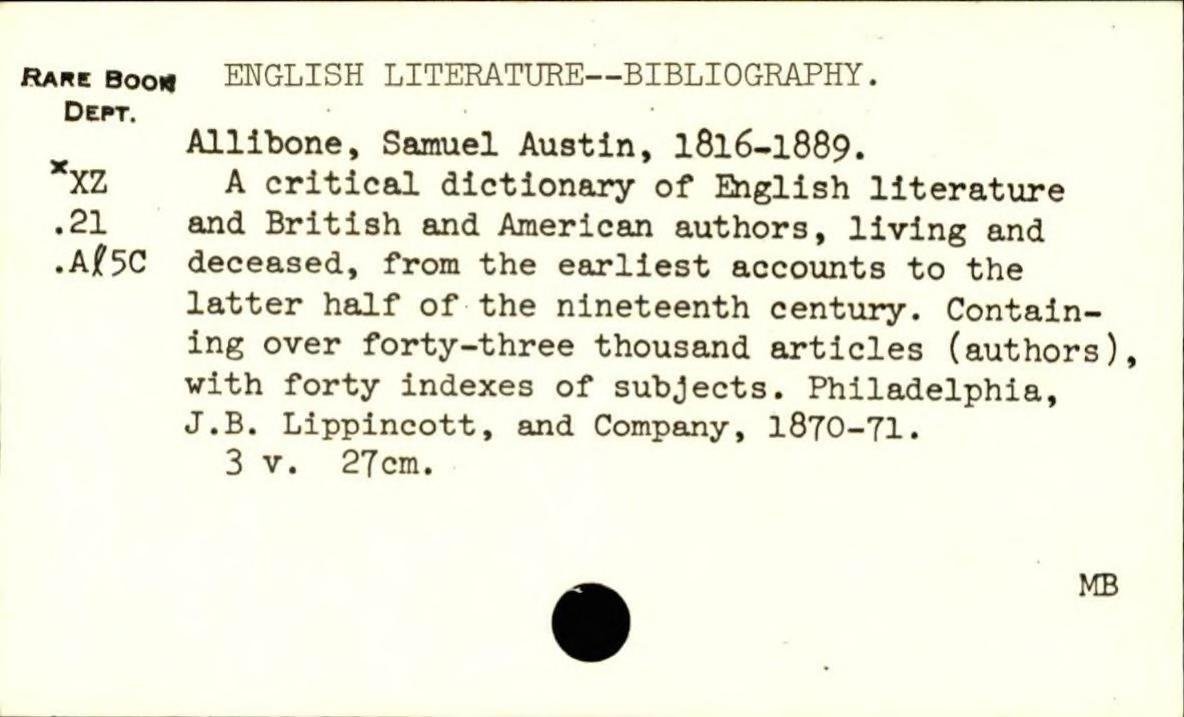 RARE BOOK
DEPT.
ENGLISH LITERATURE--BIBLIOGRAPHY.
Allibone, Samuel Austin, 1816-1889.
xXZ
.21
.Al5C
A critical dictionary of English literature
and British and American authors, living and
deceased, from the earliest accounts to the
latter half of the nineteenth century. Contain-
ing over forty-three thousand articles (authors),
with forty indexes of subjects. Philadelphia,
J.B. Lippincott, and Company, 1870-71.
3 v. 27cm.
MB